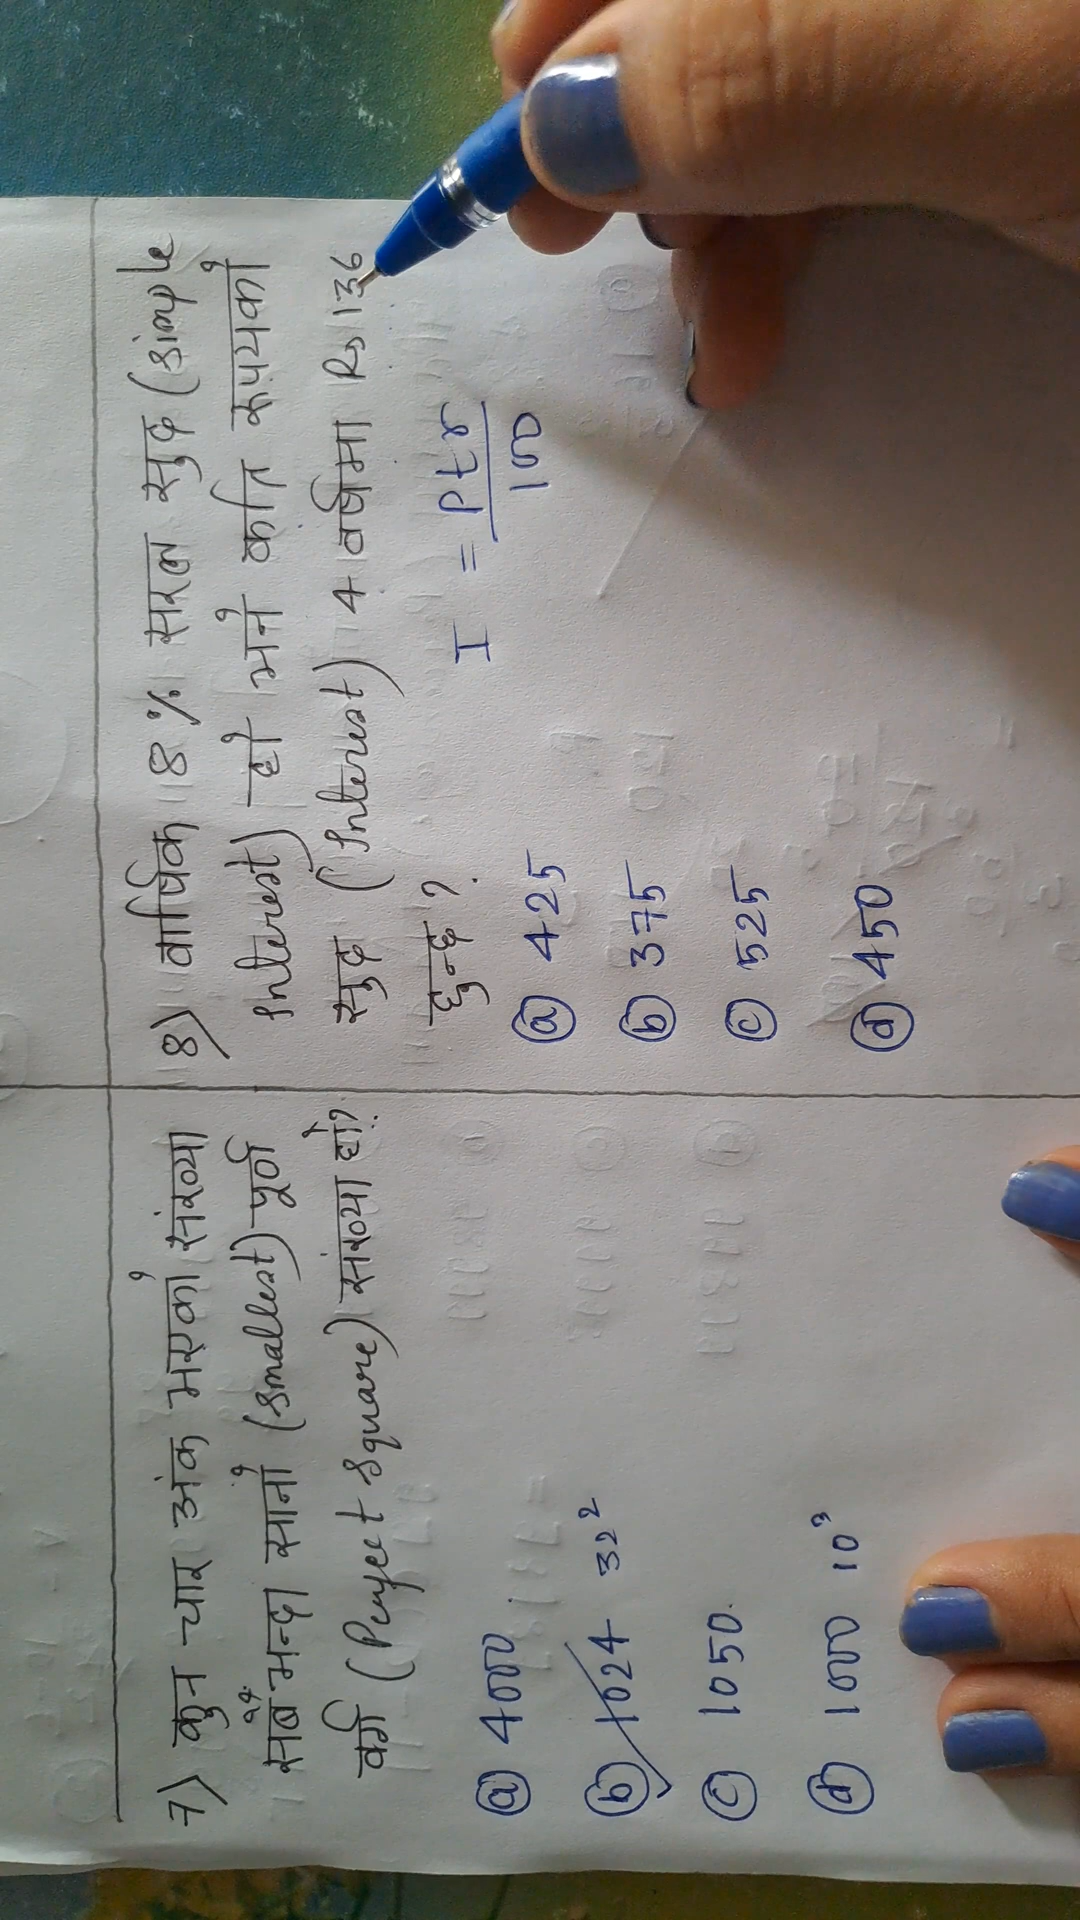 7) कुन चार अंक भएको संख्या
सबै भन्दा सानो (smallest) पूर्ण
वर्ग (Perfect square) संख्या हो?
ⓐ 4000
ⓑ 1024 32²
ⓒ 1050.
ⓓ 1000 10³
8) वार्षिक 8% सरल सुद (simple
Interest) हो भने कति रूपयको
सुद (Interest) 4 वर्षमा Rs 136
हुन्छ?
I = Ptr
100
ⓐ 425
ⓑ 375
ⓒ 525
ⓓ 450